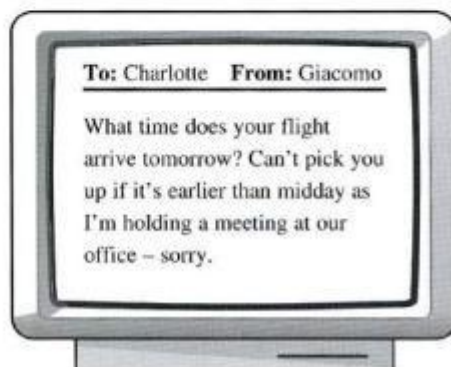 To: Charlotte From: Giacomo
What time does your flight
arrive tomorrow? Can't pick you
up if it's earlier than midday as
I'm holding a meeting at our
office – sorry.